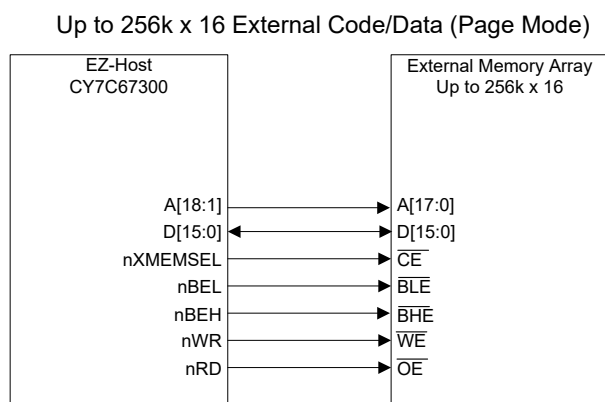 Up to 256k x 16 External Code/Data (Page Mode)
EZ-Host
CY7C67300
External Memory Array
Up to 256k x 16
A[18:1]
A[17:0]
D[15:0]
D[15:0]
nXMEMSEL
CE
nBEL
BLE
nBEH
BHE
nWR
WE
nRD
OE